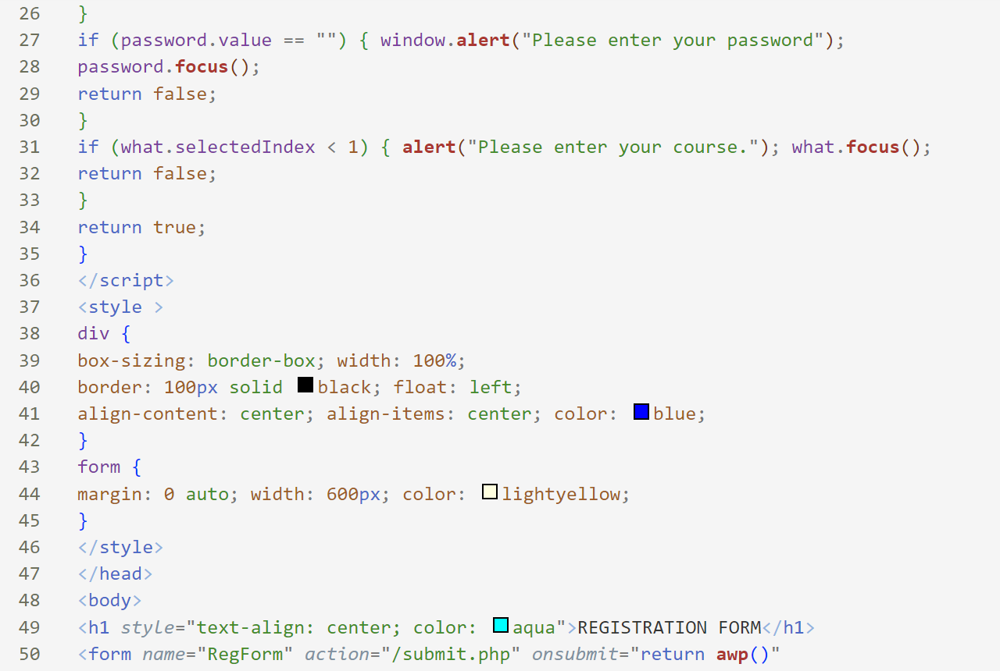 26 }
27 if (password.value == "") { window.alert("Please enter your password");
28 password.focus();
29 return false;
30 }
31 if (what.selectedIndex < 1) { alert("Please enter your course."); what.focus();
32 return false;
33 }
34 return true;
35 }
36 </script>
37 <style >
38 div {
39 box-sizing: border-box; width: 100%;
40 border: 100px solid black; float: left;
41 align-content: center; align-items: center; color: blue;
42 }
43 form {
44 margin: 0 auto; width: 600px; color: lightyellow;
45 }
46 </style>
47 </head>
48 <body>
49 <h1 style="text-align: center; color: aqua">REGISTRATION FORM</h1>
50 <form name="RegForm" action="/submit.php" onsubmit="return awp()"